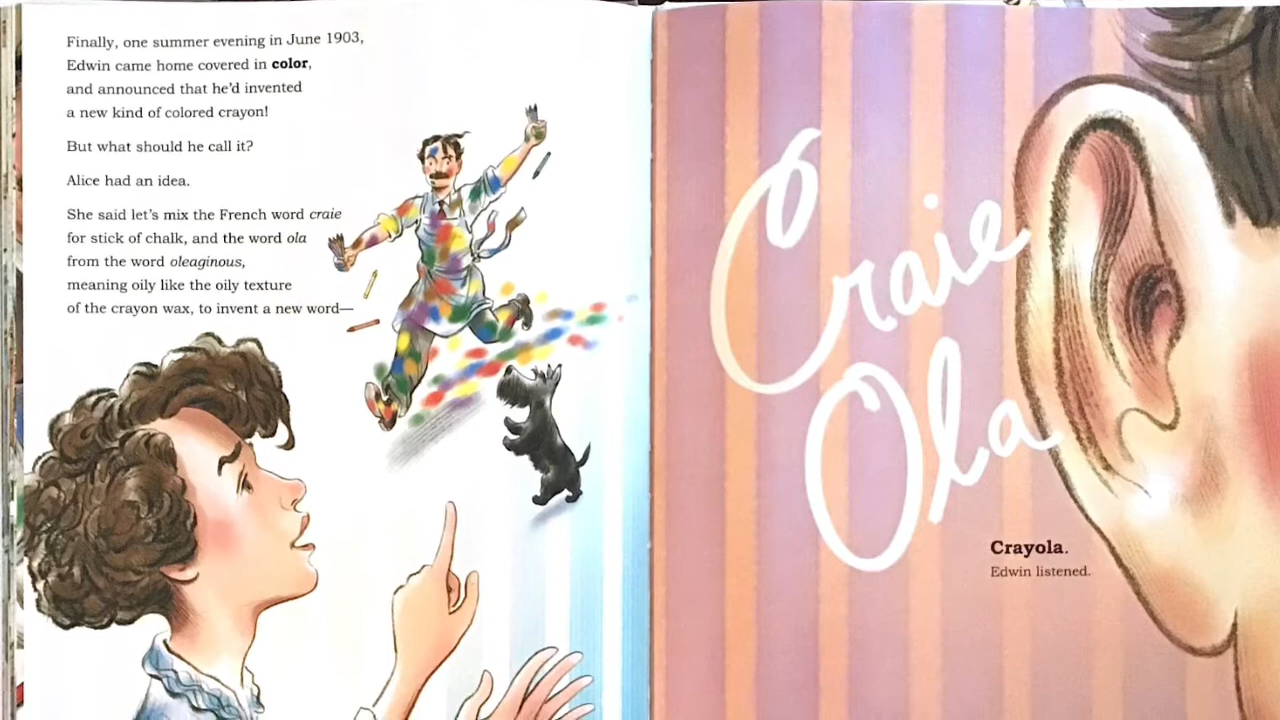 Finally, one summer evening in June 1903,
Edwin came home covered in color,
and announced that he’d invented
a new kind of colored crayon!
But what should he call it?
Alice had an idea.
She said let’s mix the French word craie
for stick of chalk, and the word ola
from the word oleaginous,
meaning oily like the oily texture
of the crayon wax, to invent a new word—
Craie
Ola
Crayola.
Edwin listened.